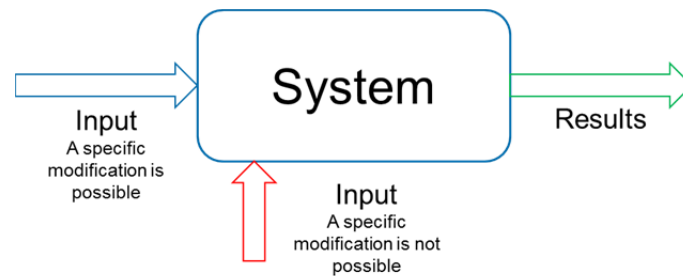 System
Input
A specific
modification is
possible
Results
Input
A specific
modification is not
possible